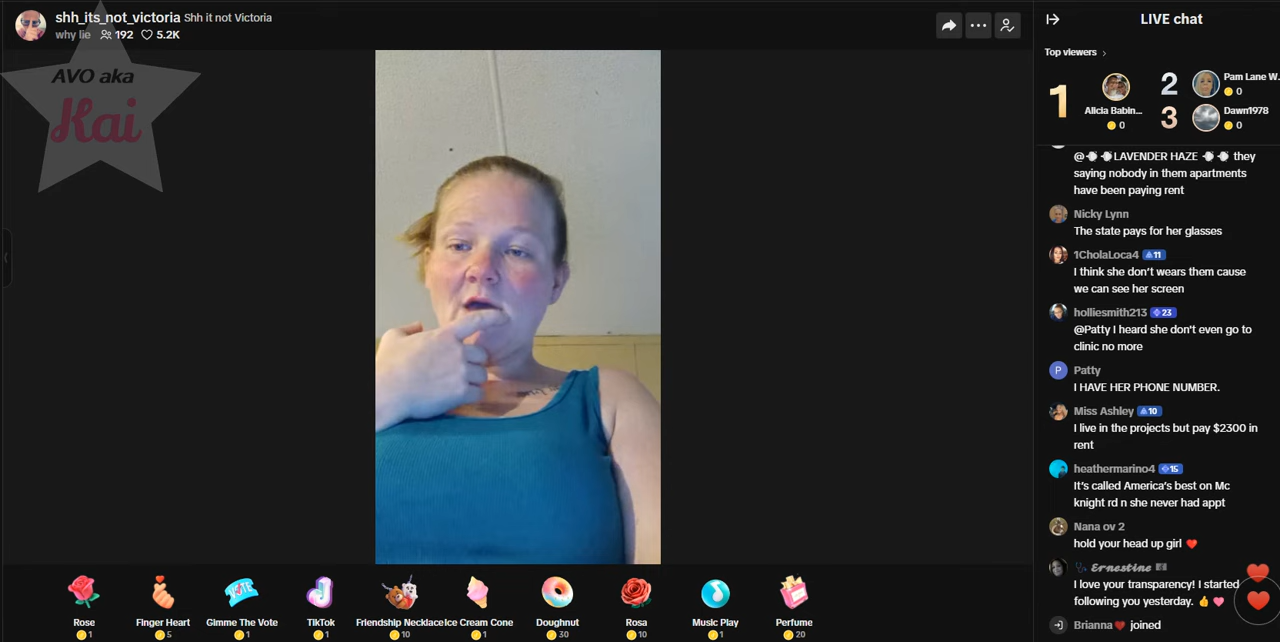 shh_its_not_victoria Shh it not Victoria
why lie 192 5.2K
AVO aka
Kai
LIVE chat
Top viewers
1
Alicia Babin...
0
2
Pam Lane W...
0
3
Dawn1978
0
@ LAVENDER HAZE they
saying nobody in them apartments
have been paying rent
Nicky Lynn
The state pays for her glasses
1CholaLoca4 11
I think she don't wears them cause
we can see her screen
holliesmith213 23
@Patty I heard she don't even go to
clinic no more
P Patty
I HAVE HER PHONE NUMBER.
Miss Ashley 10
I live in the projects but pay $2300 in
rent
heathermarino4 15
It's called America's best on Mc
knight rd n she never had appt
Nana ov 2
hold your head up girl
Ernestine
I love your transparency! I started
following you yesterday.
Brianna joined
VOTE
Rose Finger Heart Gimme The Vote TikTok Friendship Necklace Ice Cream Cone Doughnut Rosa Music Play Perfume
1 5 1 1 10 1 30 10 1 20